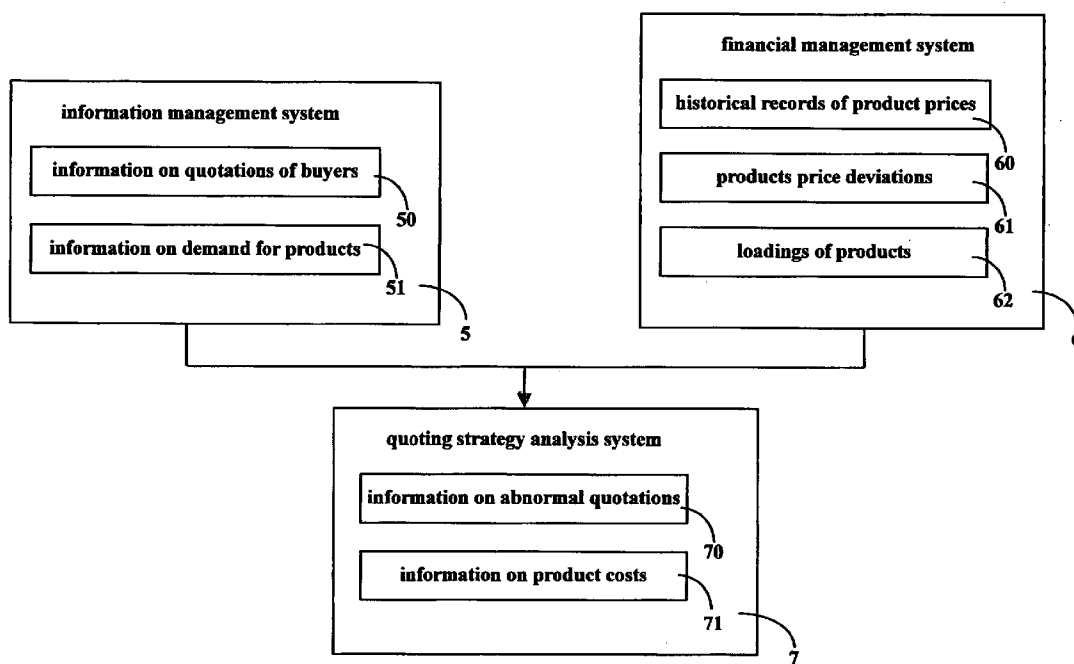 information management system
information on quotations of buyers
50
information on demand for products
51
5
financial management system
historical records of product prices
60
products price deviations
61
loadings of products
62
quoting strategy analysis system
information on abnormal quotations
70
information on product costs
71
7